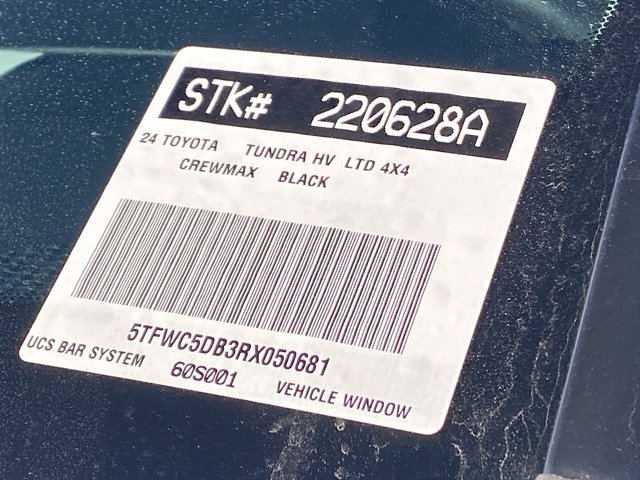 STK# 220628A
24 TOYOTA TUNDRA HV LTD 4X4
CREWMAX BLACK
5TFWC5DB3RX050681
UCS BAR SYSTEM 60S001 VEHICLE WINDOW